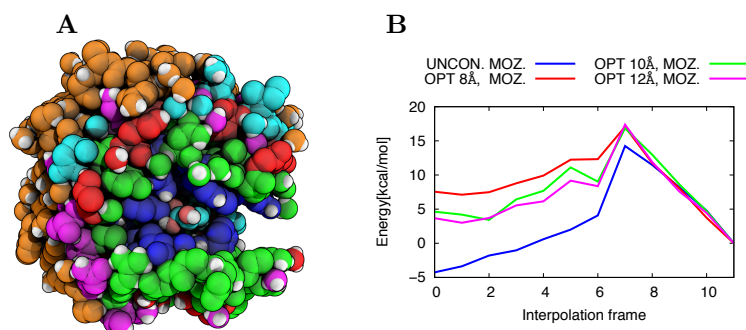 A
B
UNCON. MOZ.
OPT 10Å, MOZ.
OPT 8Å, MOZ.
OPT 12Å, MOZ.
20
15
10
5
0
−5
Energy[kcal/mol]
0 2 4 6 8 10
Interpolation frame